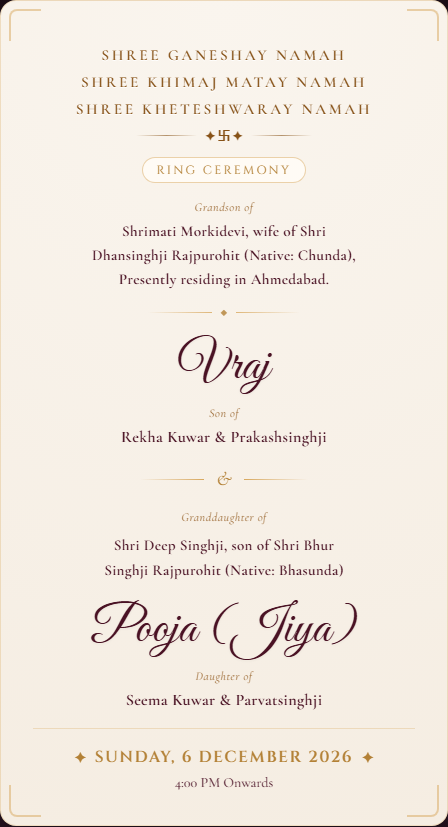 SHREE GANESHAY NAMAH
SHREE KHIMAJ MATAY NAMAH
SHREE KHETESHWARAY NAMAH
✦卐✦
RING CEREMONY
Grandson of
Shrimati Morkidevi, wife of Shri
Dhansinghji Rajpurohit (Native: Chunda),
Presently residing in Ahmedabad.
Vraj
Son of
Rekha Kuwar & Prakashsinghji
&
Granddaughter of
Shri Deep Singhji, son of Shri Bhur
Singhji Rajpurohit (Native: Bhasunda)
Pooja (Jiya)
Daughter of
Seema Kuwar & Parvatsinghji
✦ SUNDAY, 6 DECEMBER 2026 ✦
4:00 PM Onwards